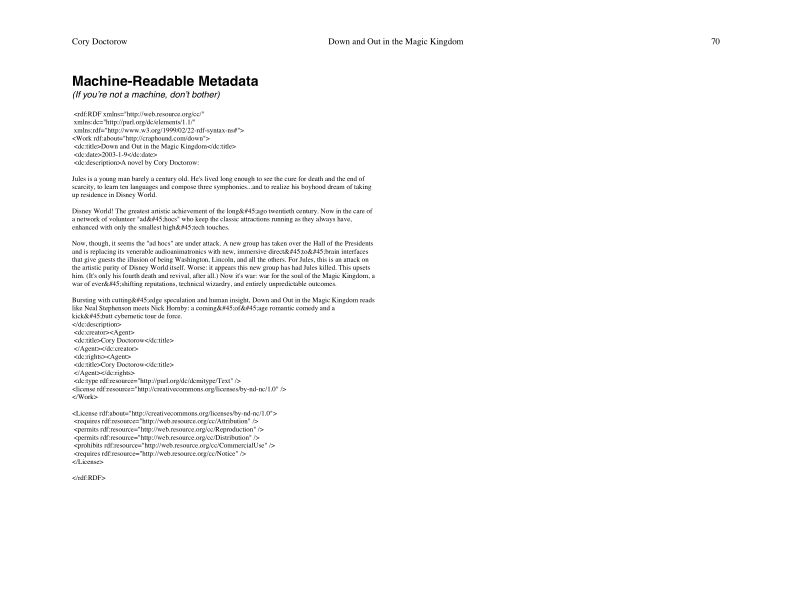 Cory Doctorow Down and Out in the Magic Kingdom 70
Machine-Readable Metadata
(If you're not a machine, don't bother)
<rdf:RDF xmlns="http://web.resource.org/cc/"
xmlns:dc="http://purl.org/dc/elements/1.1/"
xmlns:rdf="http://www.w3.org/1999/02/22-rdf-syntax-ns#">
<Work rdf:about="http://craphound.com/down">
<dc:title>Down and Out in the Magic Kingdom</dc:title>
<dc:date>2003-1-9</dc:date>
<dc:description>A novel by Cory Doctorow:
Jules is a young man barely a century old. He's lived long enough to see the cure for death and the end of
scarcity, to learn ten languages and compose three symphonies...and to realize his boyhood dream of taking
up residence in Disney World.
Disney World! The greatest artistic achievement of the long&#45;ago twentieth century. Now in the care of
a network of volunteer "ad&#45;hocs" who keep the classic attractions running as they always have,
enhanced with only the smallest high&#45;tech touches.
Now, though, it seems the "ad hocs" are under attack. A new group has taken over the Hall of the Presidents
and is replacing its venerable audioanimatronics with new, immersive direct&#45;to&#45;brain interfaces
that give guests the illusion of being Washington, Lincoln, and all the others. For Jules, this is an attack on
the artistic purity of Disney World itself. Worse: it appears this new group has had Jules killed. This upsets
him. (It's only his fourth death and revival, after all.) Now it's war: war for the soul of the Magic Kingdom, a
war of ever&#45;shifting reputations, technical wizardry, and entirely unpredictable outcomes.
Bursting with cutting&#45;edge speculation and human insight, Down and Out in the Magic Kingdom reads
like Neal Stephenson meets Nick Hornby: a coming&#45;of&#45;age romantic comedy and a
kick&#45;butt cybernetic tour de force.
</dc:description>
<dc:creator><Agent>
<dc:title>Cory Doctorow</dc:title>
</Agent></dc:creator>
<dc:rights><Agent>
<dc:title>Cory Doctorow</dc:title>
</Agent></dc:rights>
<dc:type rdf:resource="http://purl.org/dc/dcmitype/Text" />
<license rdf:resource="http://creativecommons.org/licenses/by-nd-nc/1.0" />
</Work>
<License rdf:about="http://creativecommons.org/licenses/by-nd-nc/1.0">
<requires rdf:resource="http://web.resource.org/cc/Attribution" />
<permits rdf:resource="http://web.resource.org/cc/Reproduction" />
<permits rdf:resource="http://web.resource.org/cc/Distribution" />
<prohibits rdf:resource="http://web.resource.org/cc/CommercialUse" />
<requires rdf:resource="http://web.resource.org/cc/Notice" />
</License>
</rdf:RDF>